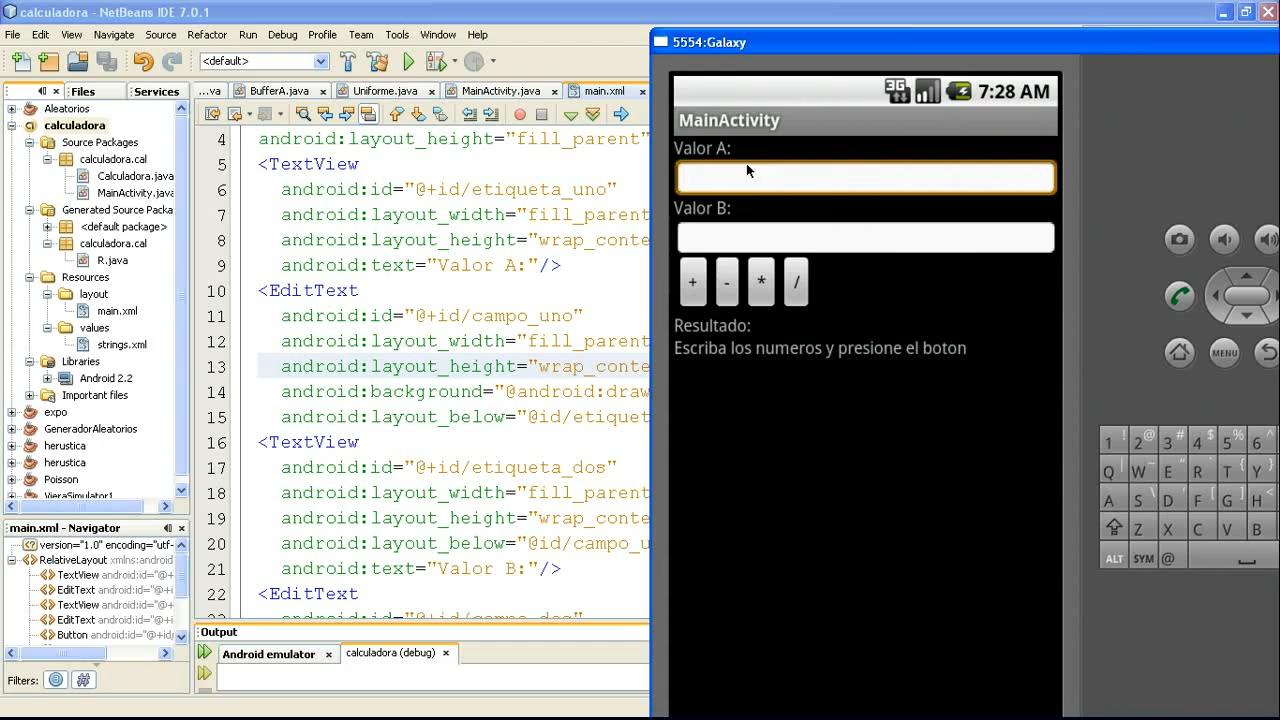 calculadora - NetBeans IDE 7.0.1
File Edit View Navigate Source Refactor Run Debug Profile Team Tools Window Help
<default>
Files Services
Aleatorios
calculadora
Source Packages
calculadora.cal
Calculadora.java
MainActivity.java
Generated Source Packa
<default package>
calculadora.cal
R.java
Resources
layout
main.xml
values
strings.xml
Libraries
Android 2.2
Important files
expo
GeneradorAleatorios
herustica
herustica
Poisson
VieraSimulator1
main.xml - Navigator
version="1.0" encoding="utf-
RelativeLayout xmlns:android
TextView android:id="@+i
EditText android:id="@+i
TextView android:id="@+i
EditText android:id="@+i
Button android:id="@+id/
Filters:
...va BufferA.java Uniforme.java MainActivity.java main.xml
4 android:layout_height="fill_parent"
5 <TextView
6 android:id="@+id/etiqueta_uno"
7 android:layout_width="fill_parent
8 android:layout_height="wrap_conte
9 android:text="Valor A:"/>
10 <EditText
11 android:id="@+id/campo_uno"
12 android:layout_width="fill_parent
13 android:layout_height="wrap_conte
14 android:background="@android:draw
15 android:layout_below="@id/etiquet
16 <TextView
17 android:id="@+id/etiqueta_dos"
18 android:layout_width="fill_parent
19 android:layout_height="wrap_conte
20 android:layout_below="@id/campo_u
21 android:text="Valor B:"/>
22 <EditText
23 android:id="@+id/campo_dos"
Output
Android emulator calculadora (debug)
5554:Galaxy
3G 7:28 AM
MainActivity
Valor A:
Valor B:
+ - * /
Resultado:
Escriba los numeros y presione el boton
MENU
1 ! 2 @ 3 # 4 $ 5 % 6 ^
Q W ~ E R T { Y }
A S \ D F [ G ] H <
Z X C V B
ALT SYM @